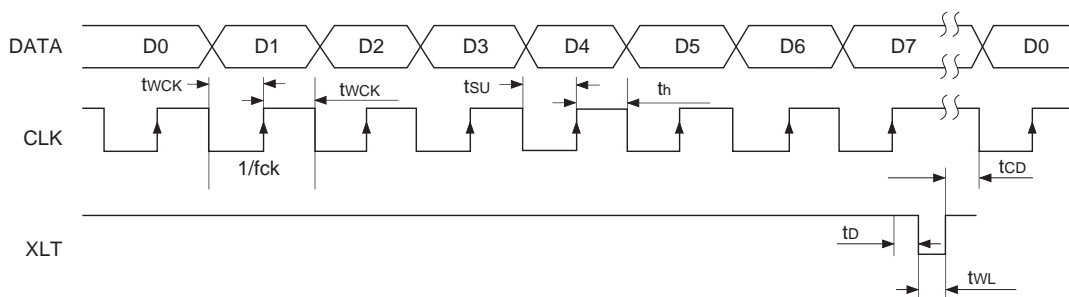 DATA D0 D1 D2 D3 D4 D5 D6 D7 D0
tWCK tWCK tSU th
CLK
1/fck
tCD
XLT tD
tWL